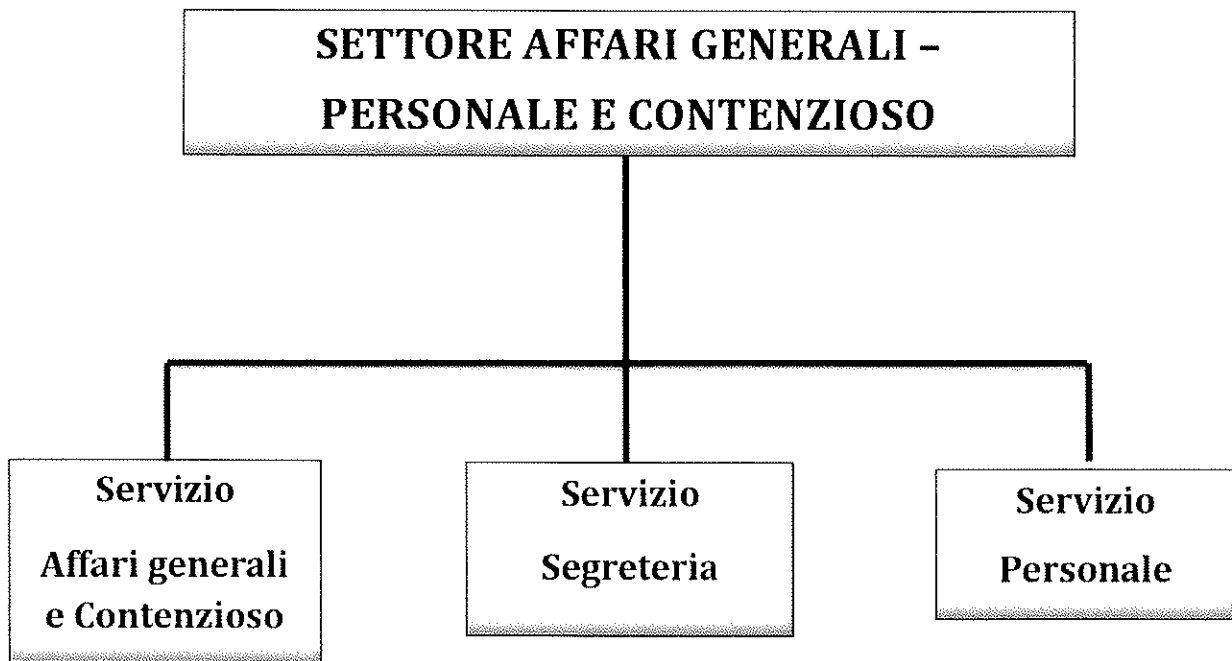 SETTORE AFFARI GENERALI –
PERSONALE E CONTENZIOSO
Servizio
Affari generali
e Contenzioso
Servizio
Segreteria
Servizio
Personale